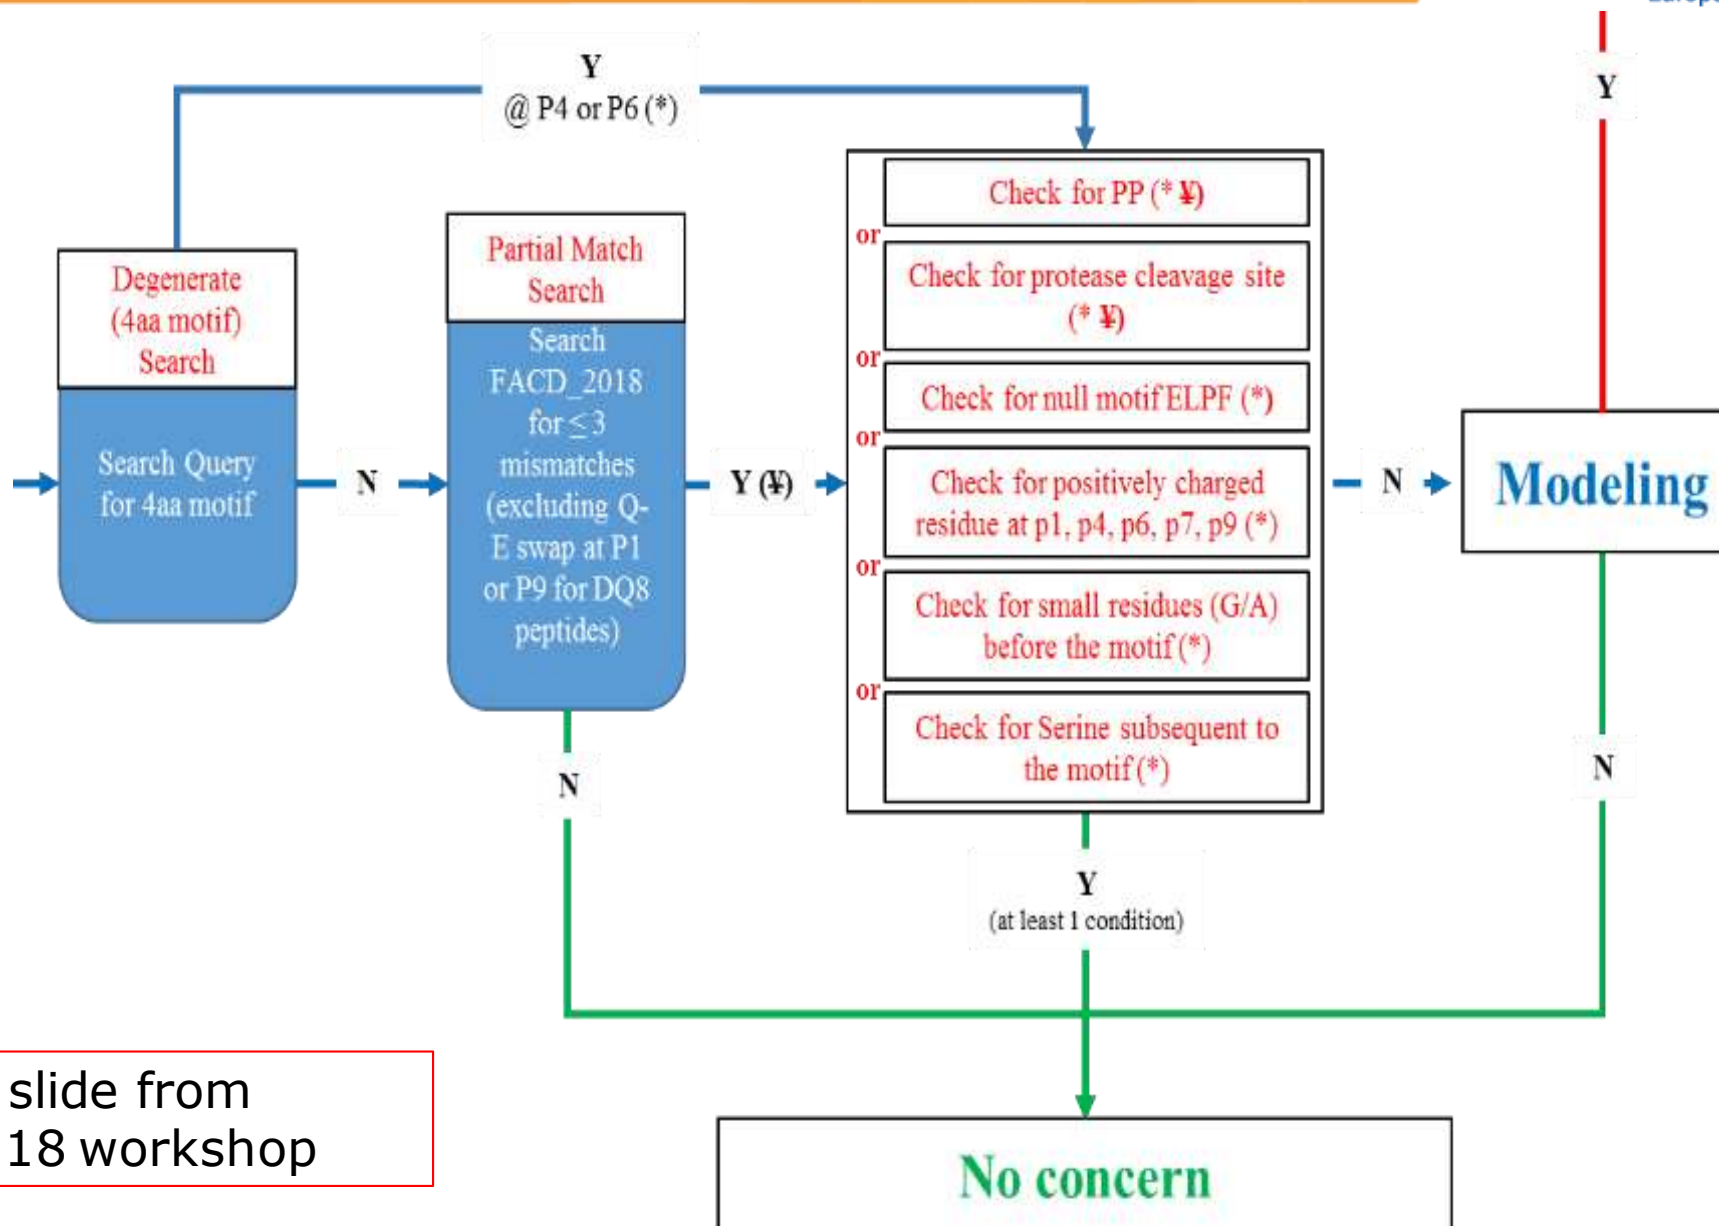 Y
@ P4 or P6 (*)
Y
Degenerate
(4aa motif)
Search
Search Query
for 4aa motif
N
Partial Match
Search
Search
FACD_2018
for ≤ 3
mismatches
(excluding Q-
E swap at P1
or P9 for DQ8
peptides)
Y (¥)
Check for PP (* ¥)
or
Check for protease cleavage site
(* ¥)
or
Check for null motif ELPF (*)
or
Check for positively charged
residue at p1, p4, p6, p7, p9 (*)
or
Check for small residues (G/A)
before the motif (*)
or
Check for Serine subsequent to
the motif (*)
N
Modeling
N
Y
(at least 1 condition)
N
slide from
18 workshop
No concern